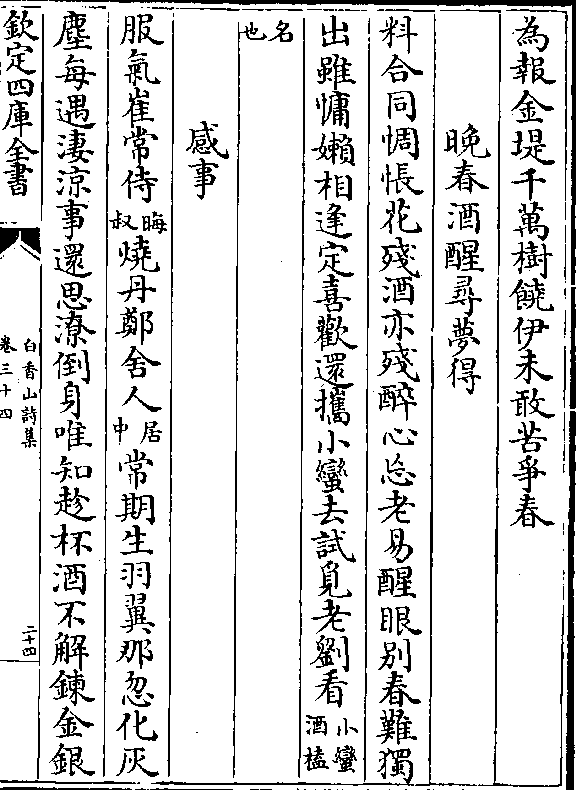 為報金堤千萬樹饒伊未敢苦爭春
晚春酒醒尋夢得
料合同惆悵花殘酒亦殘醉心忘老易醒眼別春難獨
出雖慵嬾相逢定喜歡還攜小蠻去試覓老劉看小蠻酒榼
名也
感事
服氣崔常侍晦叔燒丹鄭舍人居中常期生羽翼那忽化灰
塵每遇淒涼事還思潦倒身唯知趁杯酒不解鍊金銀
欽定四庫全書
白香山詩集
卷三十四
二十四